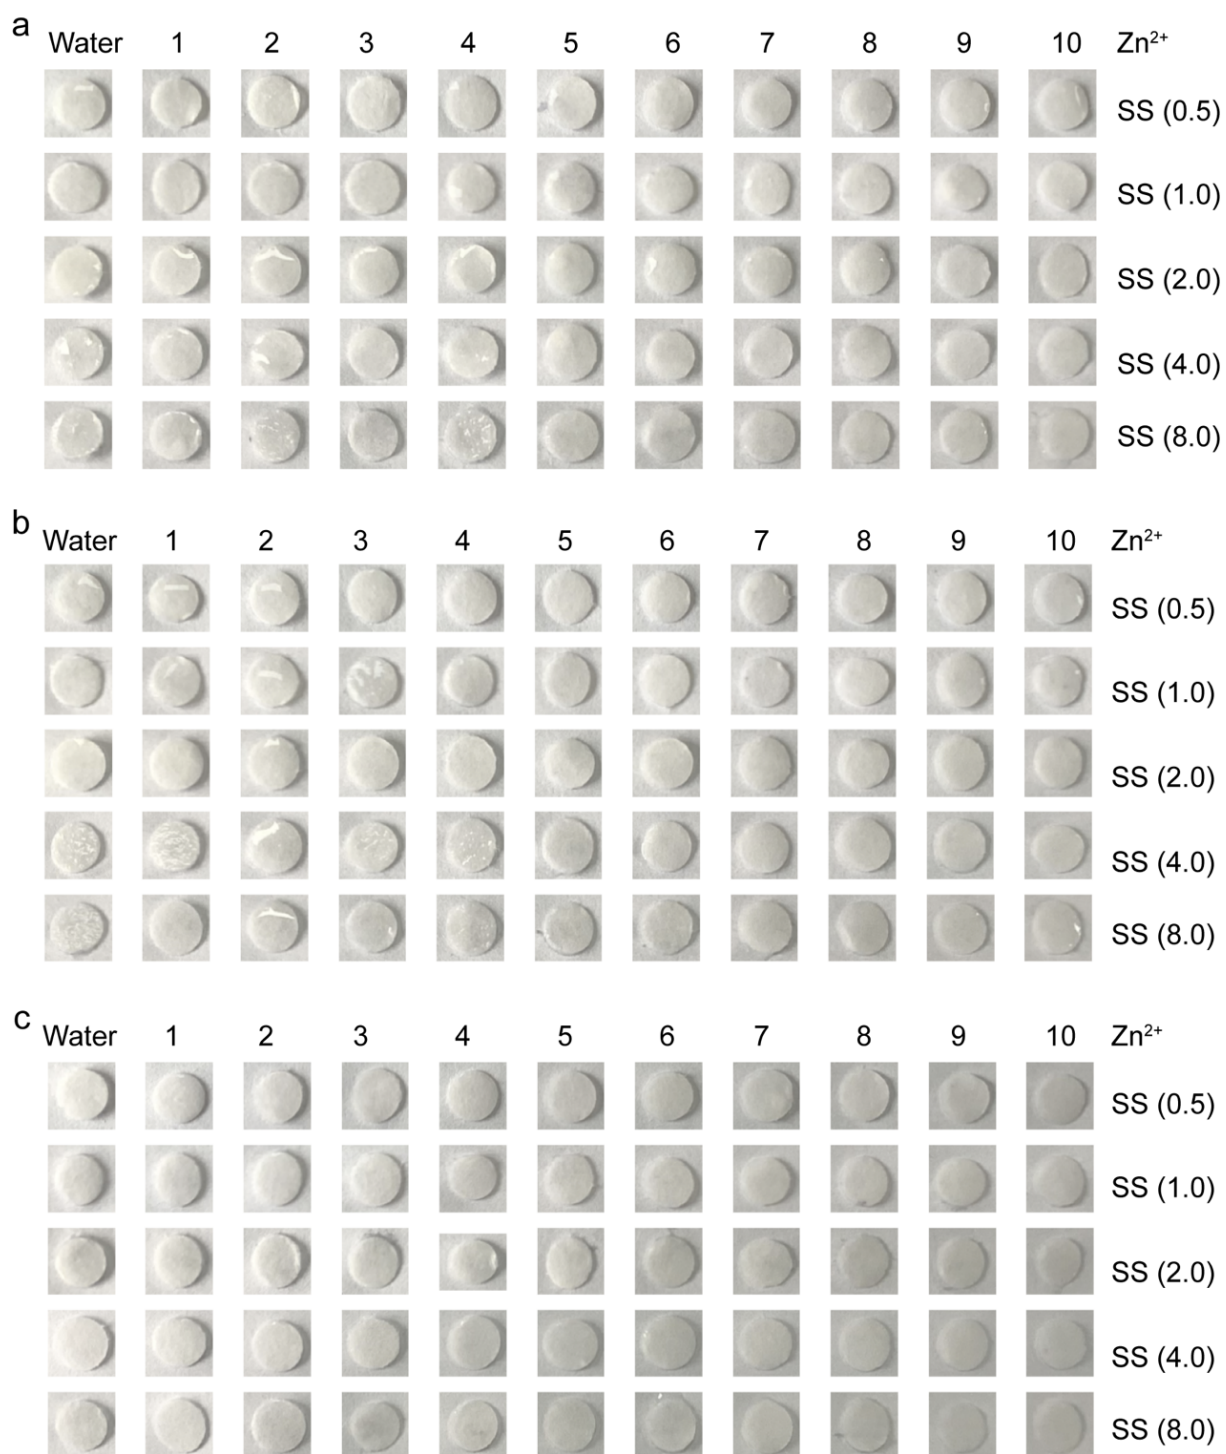 a
Water 1 2 3 4 5 6 7 8 9 10 Zn²⁺
SS (0.5)
SS (1.0)
SS (2.0)
SS (4.0)
SS (8.0)
b
Water 1 2 3 4 5 6 7 8 9 10 Zn²⁺
SS (0.5)
SS (1.0)
SS (2.0)
SS (4.0)
SS (8.0)
c
Water 1 2 3 4 5 6 7 8 9 10 Zn²⁺
SS (0.5)
SS (1.0)
SS (2.0)
SS (4.0)
SS (8.0)